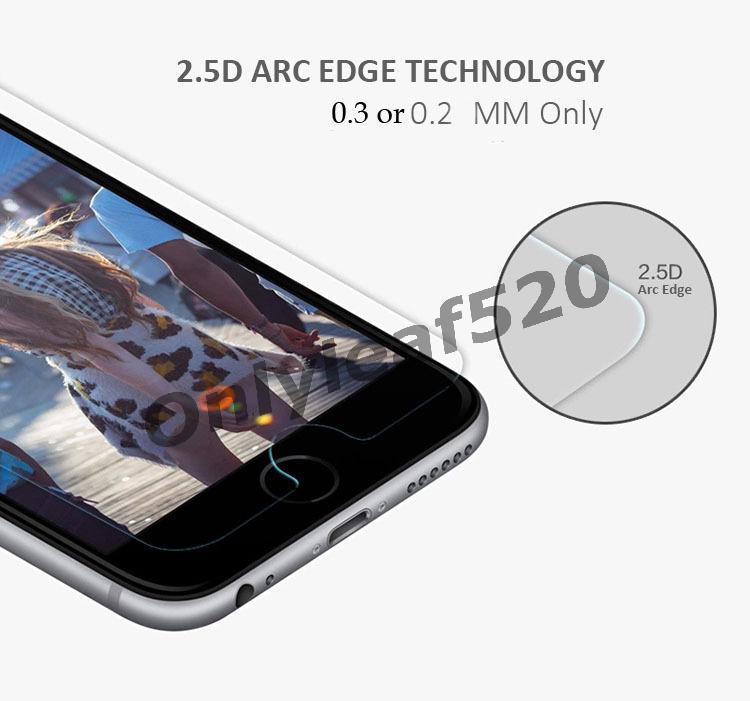 2.5D ARC EDGE TECHNOLOGY
0.3 or 0.2 MM Only
2.5D
Arc Edge
Onlyleaf520